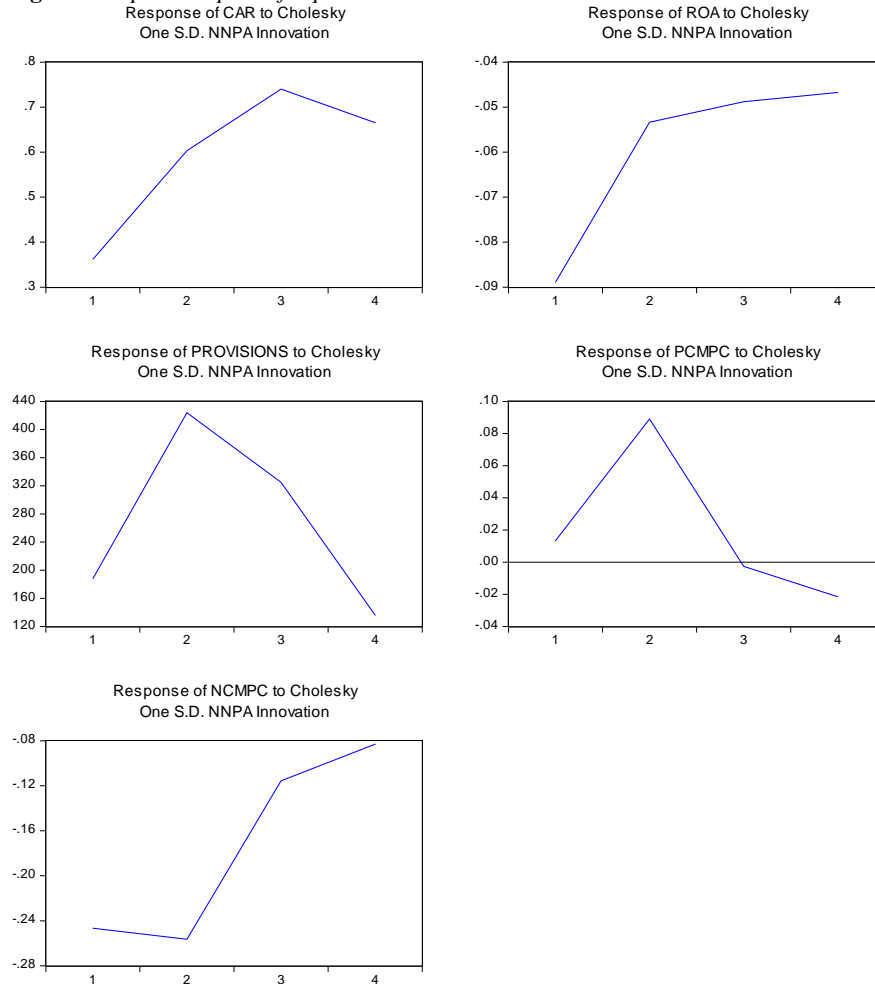 Response of CAR to Cholesky
One S.D. NNPA Innovation
.8
.7
.6
.5
.4
.3
1 2 3 4
Response of ROA to Cholesky
One S.D. NNPA Innovation
-.04
-.05
-.06
-.07
-.08
-.09
1 2 3 4
Response of PROVISIONS to Cholesky
One S.D. NNPA Innovation
440
400
360
320
280
240
200
160
120
1 2 3 4
Response of PCMPC to Cholesky
One S.D. NNPA Innovation
.10
.08
.06
.04
.02
.00
-.02
-.04
1 2 3 4
Response of NCMPC to Cholesky
One S.D. NNPA Innovation
-.08
-.12
-.16
-.20
-.24
-.28
1 2 3 4